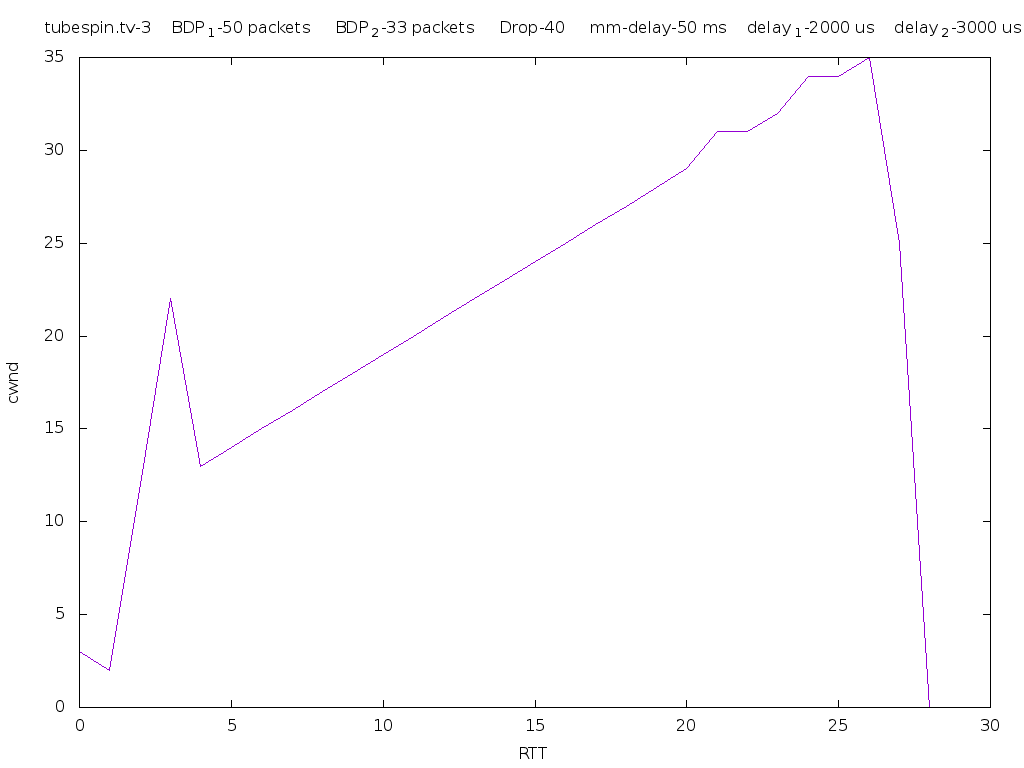 tubespin.tv-3 BDP1-50 packets BDP2-33 packets Drop-40 mm-delay-50 ms delay1-2000 us delay2-3000 us
35
30
25
20
15
10
5
0
cwnd
0 5 10 15 20 25 30
RTT